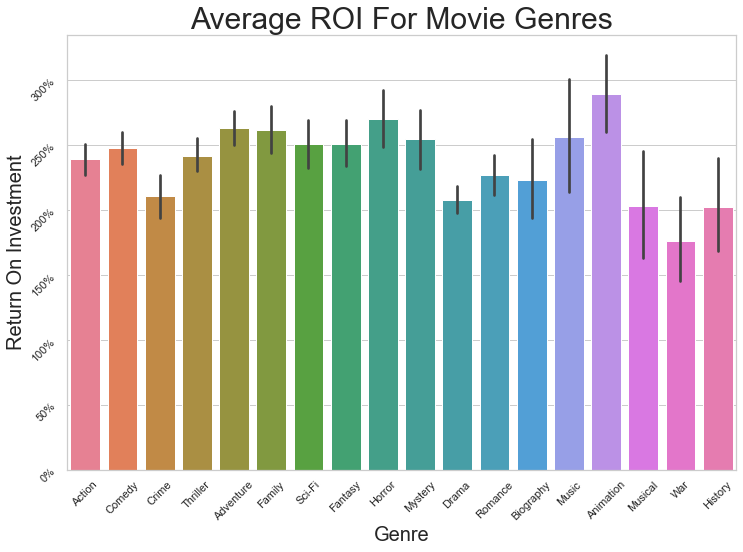 Average ROI For Movie Genres
Return On Investment
300%
250%
200%
150%
100%
50%
0%
Action
Comedy
Crime
Thriller
Adventure
Family
Sci-Fi
Fantasy
Horror
Mystery
Drama
Romance
Biography
Music
Animation
Musical
War
History
Genre